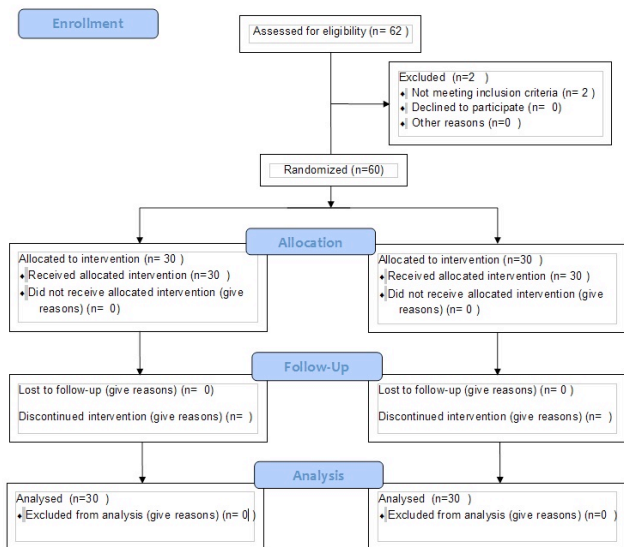 Enrollment
Assessed for eligibility (n= 62 )
Excluded (n=2 )
♦ Not meeting inclusion criteria (n= 2 )
♦ Declined to participate (n= 0)
♦ Other reasons (n=0 )
Randomized (n=60)
Allocation
Allocated to intervention (n= 30 )
♦ Received allocated intervention (n=30 )
♦ Did not receive allocated intervention (give
reasons) (n= 0)
Allocated to intervention (n=30 )
♦ Received allocated intervention (n= 30 )
♦ Did not receive allocated intervention (give
reasons) (n= 0 )
Follow-Up
Lost to follow-up (give reasons) (n= 0)
Discontinued intervention (give reasons) (n= )
Lost to follow-up (give reasons) (n= 0 )
Discontinued intervention (give reasons) (n= )
Analysis
Analysed (n=30 )
♦ Excluded from analysis (give reasons) (n= 0 )
Analysed (n=30 )
♦ Excluded from analysis (give reasons) (n=0 )